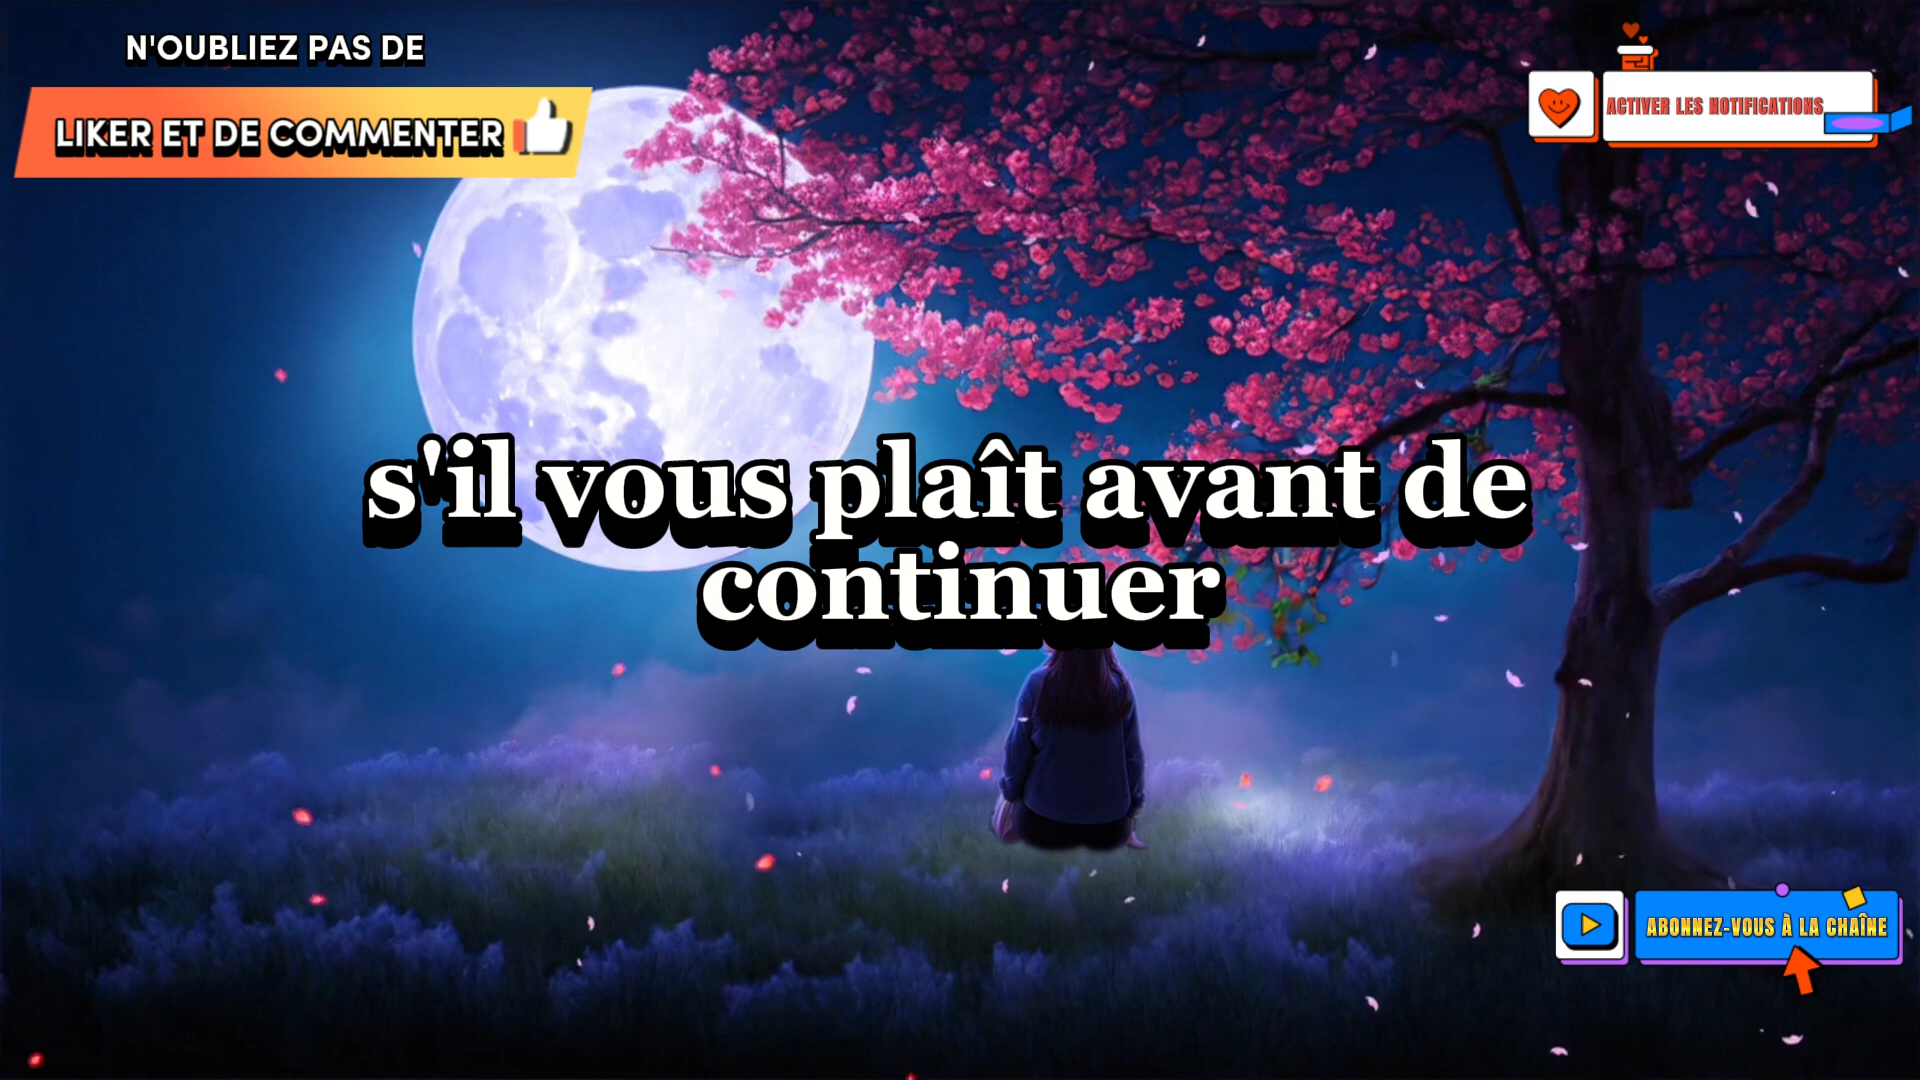 N'OUBLIEZ PAS DE
LIKER ET DE COMMENTER
ACTIVER LES NOTIFICATIONS
s'il vous plaît avant de
continuer
ABONNEZ-VOUS À LA CHAÎNE